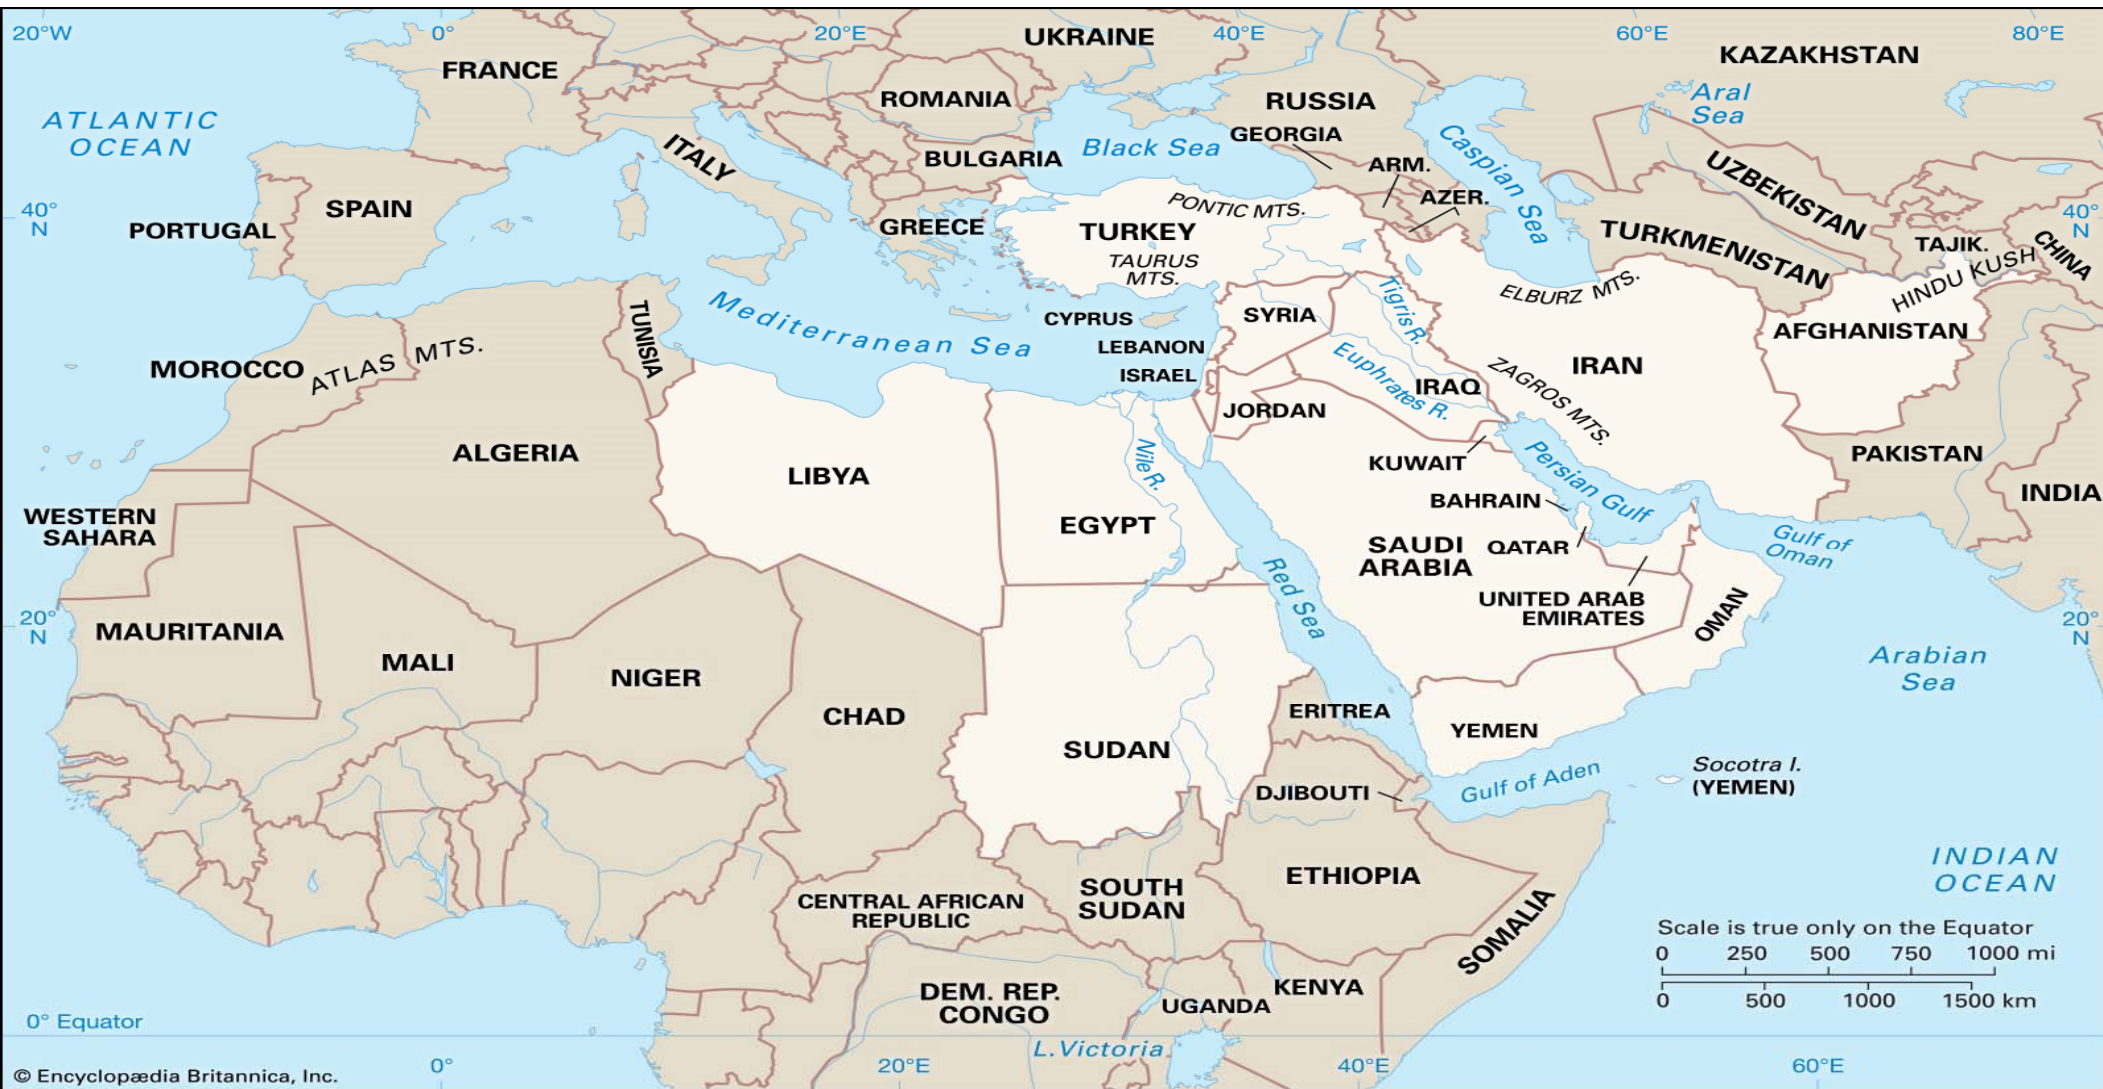 20°W
0°
20°E
40°E
60°E
80°E
UKRAINE
KAZAKHSTAN
FRANCE
ROMANIA
RUSSIA
Aral
Sea
ATLANTIC
OCEAN
ITALY
BULGARIA
Black Sea
GEORGIA
Caspian Sea
ARM.
AZER.
UZBEKISTAN
40°
N
PORTUGAL
SPAIN
GREECE
PONTIC MTS.
TURKEY
TAURUS
MTS.
TURKMENISTAN
TAJIK.
CHINA
40°
N
HINDU KUSH
ELBURZ MTS.
TUNISIA
Mediterranean Sea
CYPRUS
SYRIA
Tigris R.
AFGHANISTAN
LEBANON
ISRAEL
MOROCCO
ATLAS MTS.
Euphrates R.
IRAQ
ZAGROS MTS.
IRAN
JORDAN
ALGERIA
LIBYA
Nile R.
KUWAIT
Persian Gulf
PAKISTAN
INDIA
BAHRAIN
WESTERN
SAHARA
EGYPT
SAUDI
ARABIA
QATAR
Gulf of
Oman
Red Sea
UNITED ARAB
EMIRATES
OMAN
20°
N
20°
N
MAURITANIA
MALI
NIGER
CHAD
SUDAN
ERITREA
YEMEN
Arabian
Sea
Socotra I.
(YEMEN)
Gulf of Aden
DJIBOUTI
ETHIOPIA
INDIAN
OCEAN
CENTRAL AFRICAN
REPUBLIC
SOUTH
SUDAN
SOMALIA
Scale is true only on the Equator
0 250 500 750 1000 mi
0 500 1000 1500 km
DEM. REP.
CONGO
UGANDA
KENYA
0° Equator
L.Victoria
0°
20°E
40°E
60°E
© Encyclopædia Britannica, Inc.